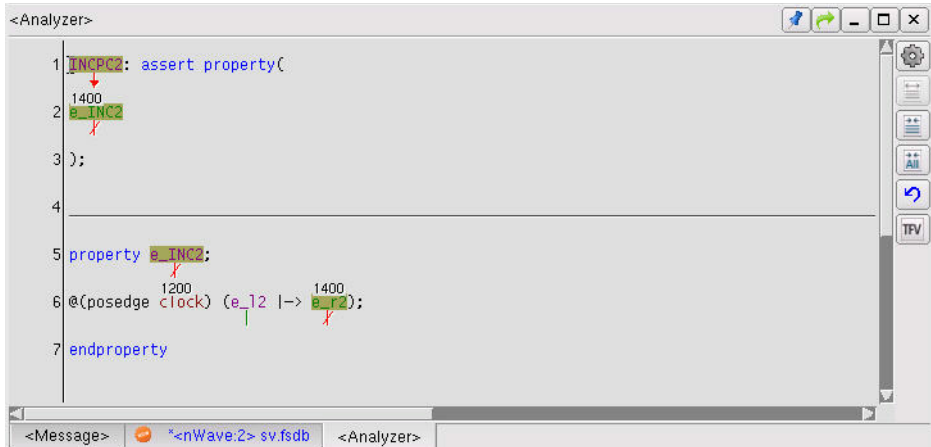 <Analyzer>
1 INCPC2: assert property(
1400
2 e_INC2
3 );
4
5 property e_INC2;
1200 1400
6 @(posedge clock) (e_l2 |-> e_r2);
7 endproperty
All
TFV
<Message> *<nWave:2> sv.fsdb <Analyzer>